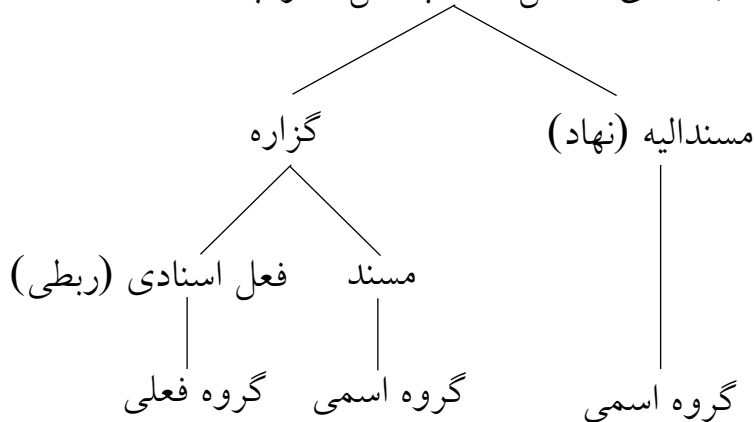 مسندالیه (نهاد) گزاره
مسند فعل اسنادی (ربطی)
گروه اسمی گروه اسمی گروه فعلی